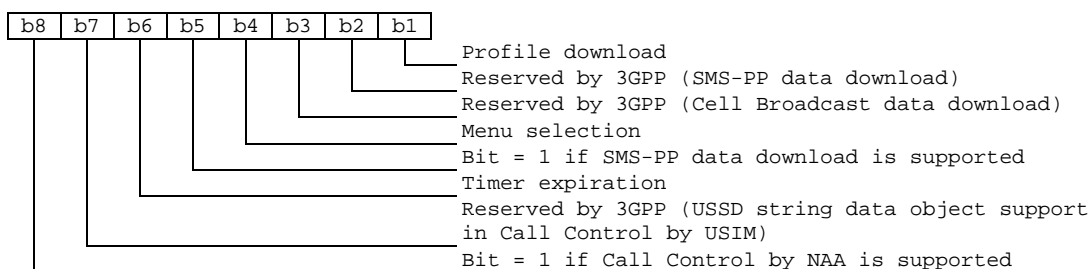 b8 b7 b6 b5 b4 b3 b2 b1
Profile download
Reserved by 3GPP (SMS-PP data download)
Reserved by 3GPP (Cell Broadcast data download)
Menu selection
Bit = 1 if SMS-PP data download is supported
Timer expiration
Reserved by 3GPP (USSD string data object support
in Call Control by USIM)
Bit = 1 if Call Control by NAA is supported